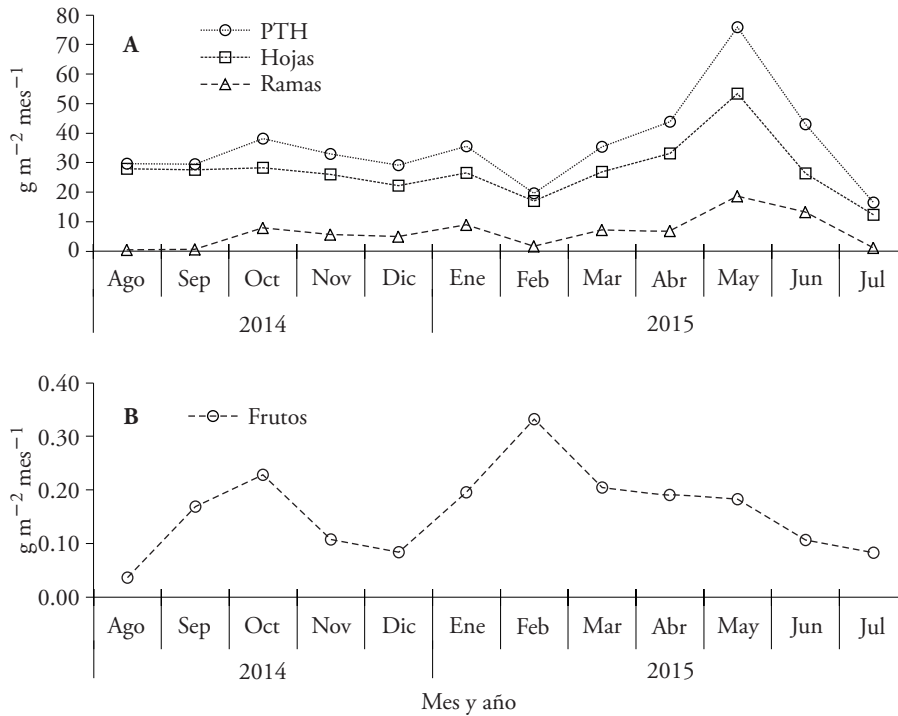 80
70
60
50
40
30
20
10
0
g m−2 mes−1
A
PTH
Hojas
Ramas
Ago Sep Oct Nov Dic Ene Feb Mar Abr May Jun Jul
2014 2015
0.40
0.30
0.20
0.10
0.00
g m−2 mes−1
B
Frutos
Ago Sep Oct Nov Dic Ene Feb Mar Abr May Jun Jul
2014 2015
Mes y año